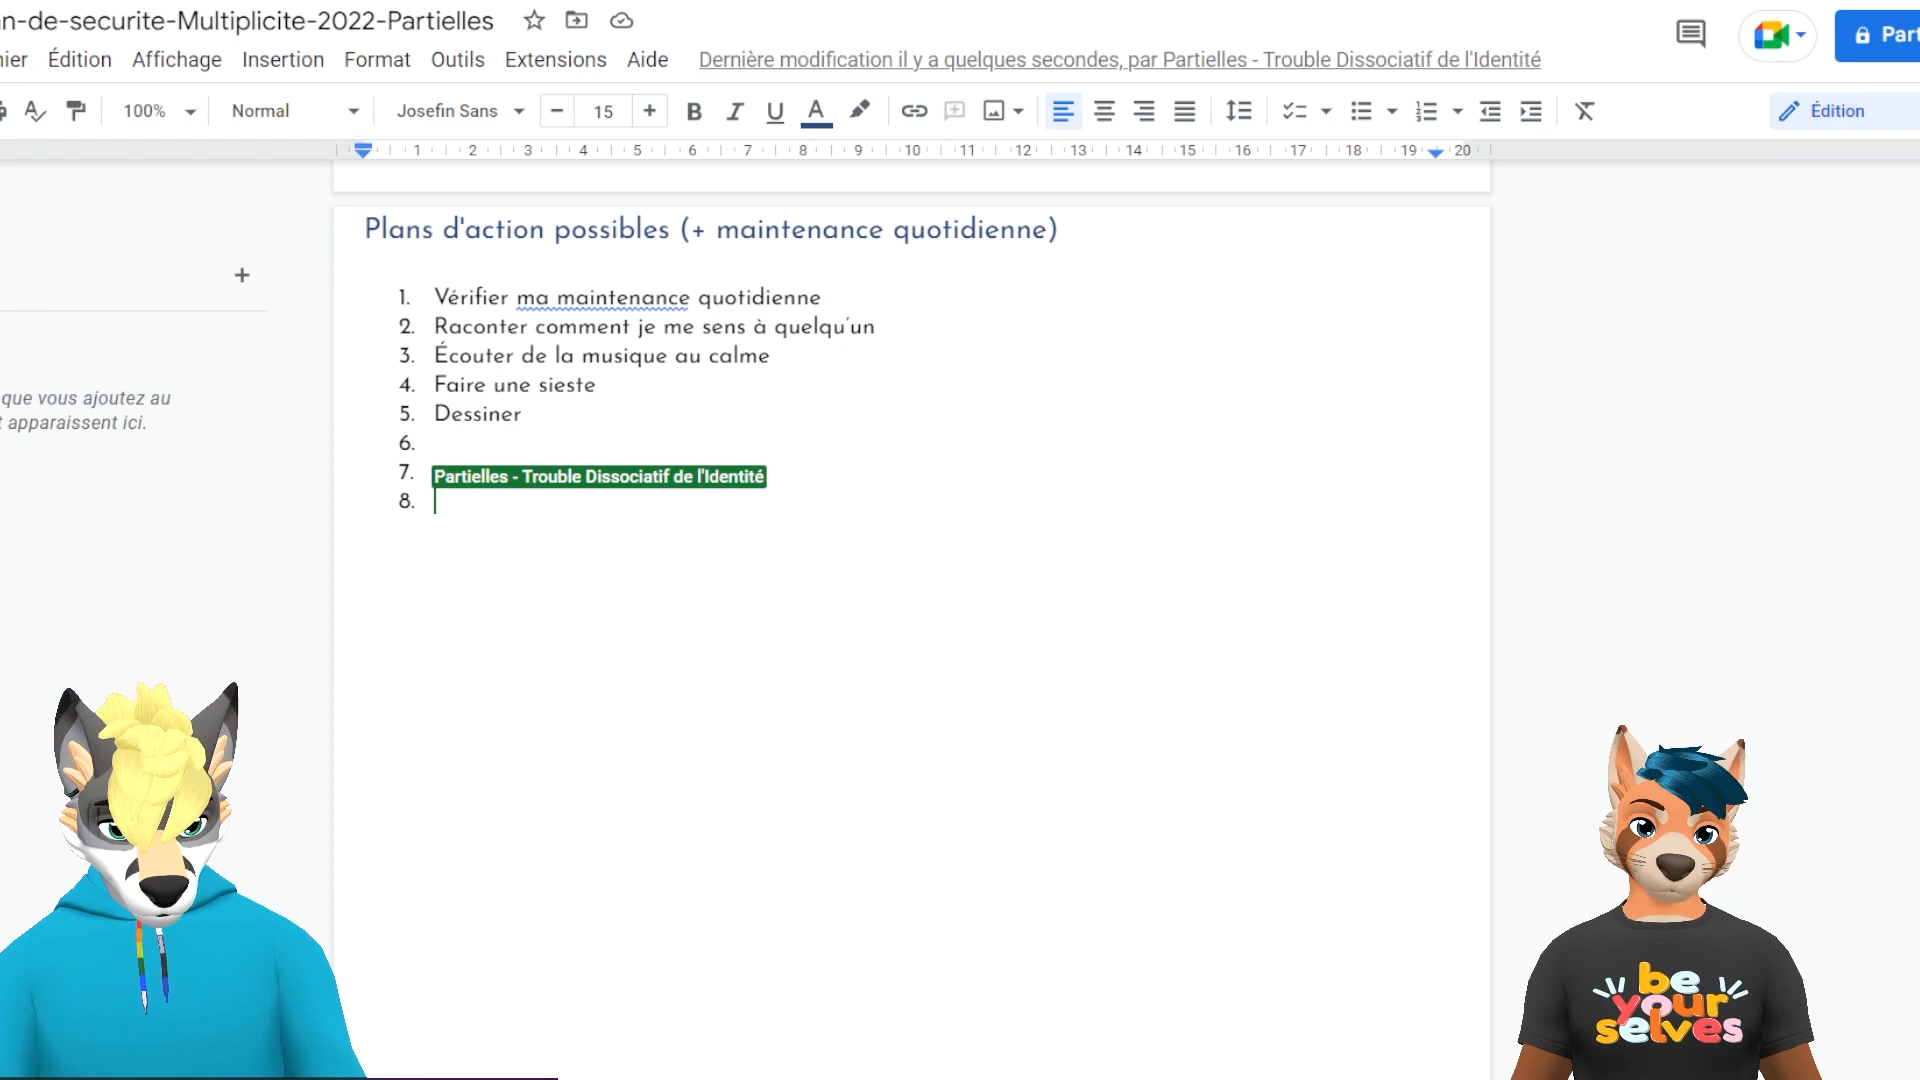 n-de-securite-Multiplicite-2022-Partielles
ier Édition Affichage Insertion Format Outils Extensions Aide Dernière modification il y a quelques secondes, par Partielles - Trouble Dissociatif de l'Identité
Part
100% Normal Josefin Sans 15 Édition
1 2 3 4 5 6 7 8 9 10 11 12 13 14 15 16 17 18 19 20
Plans d'action possibles (+ maintenance quotidienne)
1. Vérifier ma maintenance quotidienne
2. Raconter comment je me sens à quelqu'un
3. Écouter de la musique au calme
4. Faire une sieste
5. Dessiner
6.
7. Partielles - Trouble Dissociatif de l'Identité
8.
que vous ajoutez au
t apparaissent ici.
be
your
selves